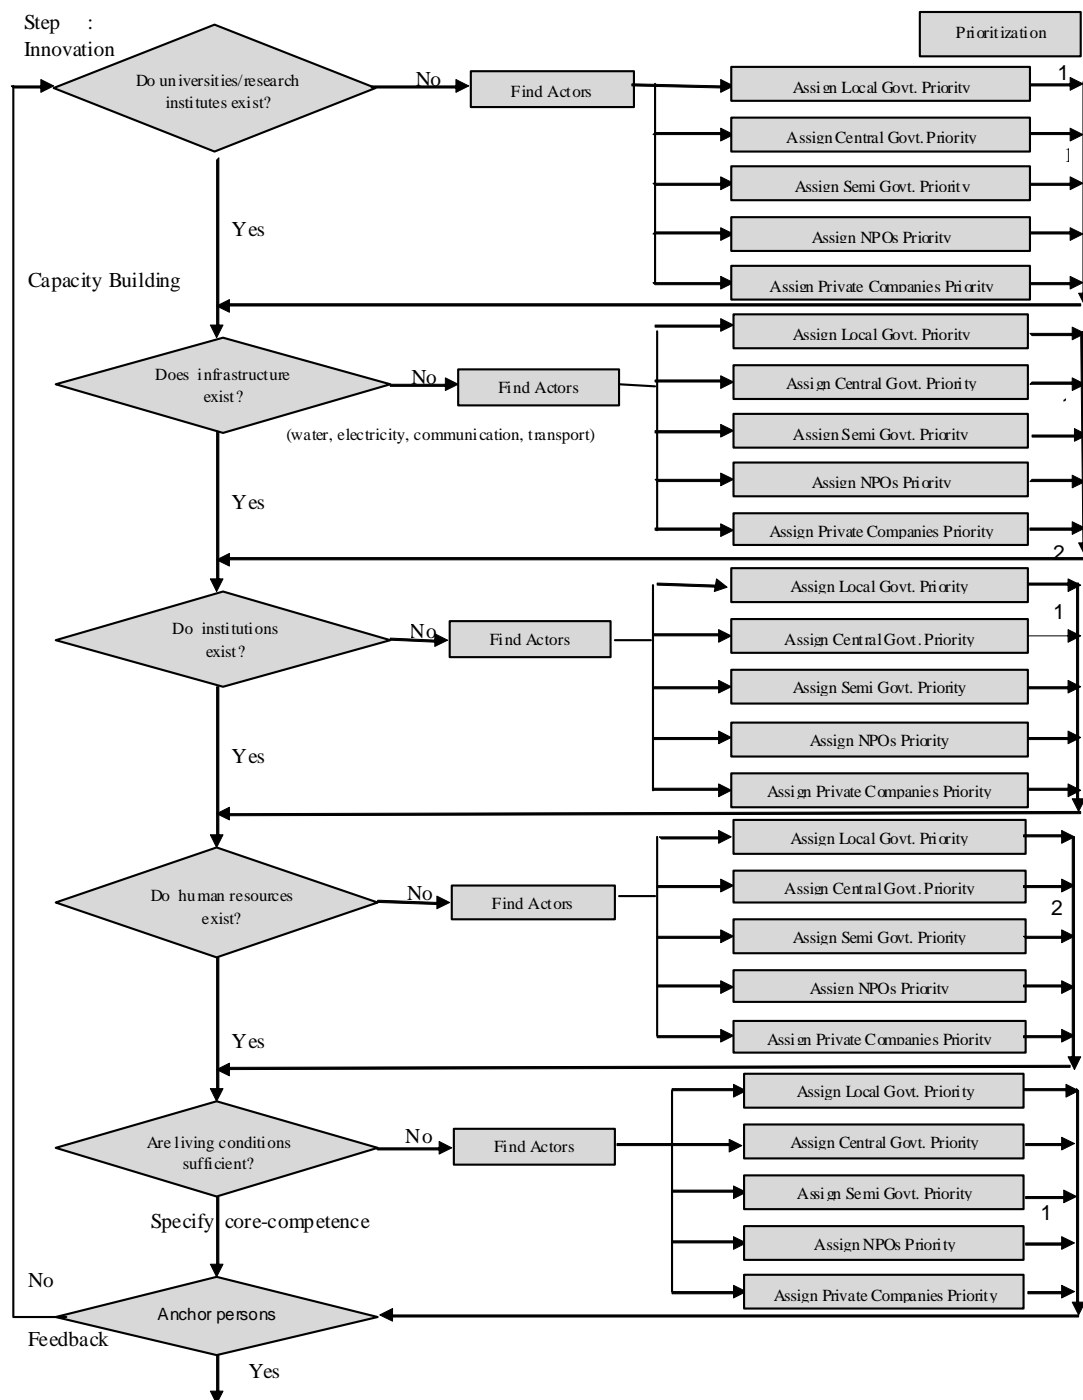 Step :
Innovation
Prioritization
Do universities/research
institutes exist?
No
Find Actors
Assign Local Govt. Priority
1
Assign Central Govt. Priority
1
Assign Semi Govt. Priority
Yes
Assign NPOs Priority
Capacity Building
Assign Private Companies Priority
Does infrastructure
exist?
No
Find Actors
(water, electricity, communication, transport)
Assign Local Govt. Priority
Assign Central Govt. Priority
Assign Semi Govt. Priority
Yes
Assign NPOs Priority
Assign Private Companies Priority
2
Do institutions
exist?
No
Find Actors
Assign Local Govt. Priority
1
Assign Central Govt. Priority
Assign Semi Govt. Priority
Yes
Assign NPOs Priority
Assign Private Companies Priority
Do human resources
exist?
No
Find Actors
Assign Local Govt. Priority
Assign Central Govt. Priority
2
Assign Semi Govt. Priority
Assign NPOs Priority
Yes
Assign Private Companies Priority
Are living conditions
sufficient?
No
Find Actors
Assign Local Govt. Priority
Assign Central Govt. Priority
Assign Semi Govt. Priority
1
Specify core-competence
Assign NPOs Priority
Assign Private Companies Priority
No
Anchor persons
Feedback
Yes